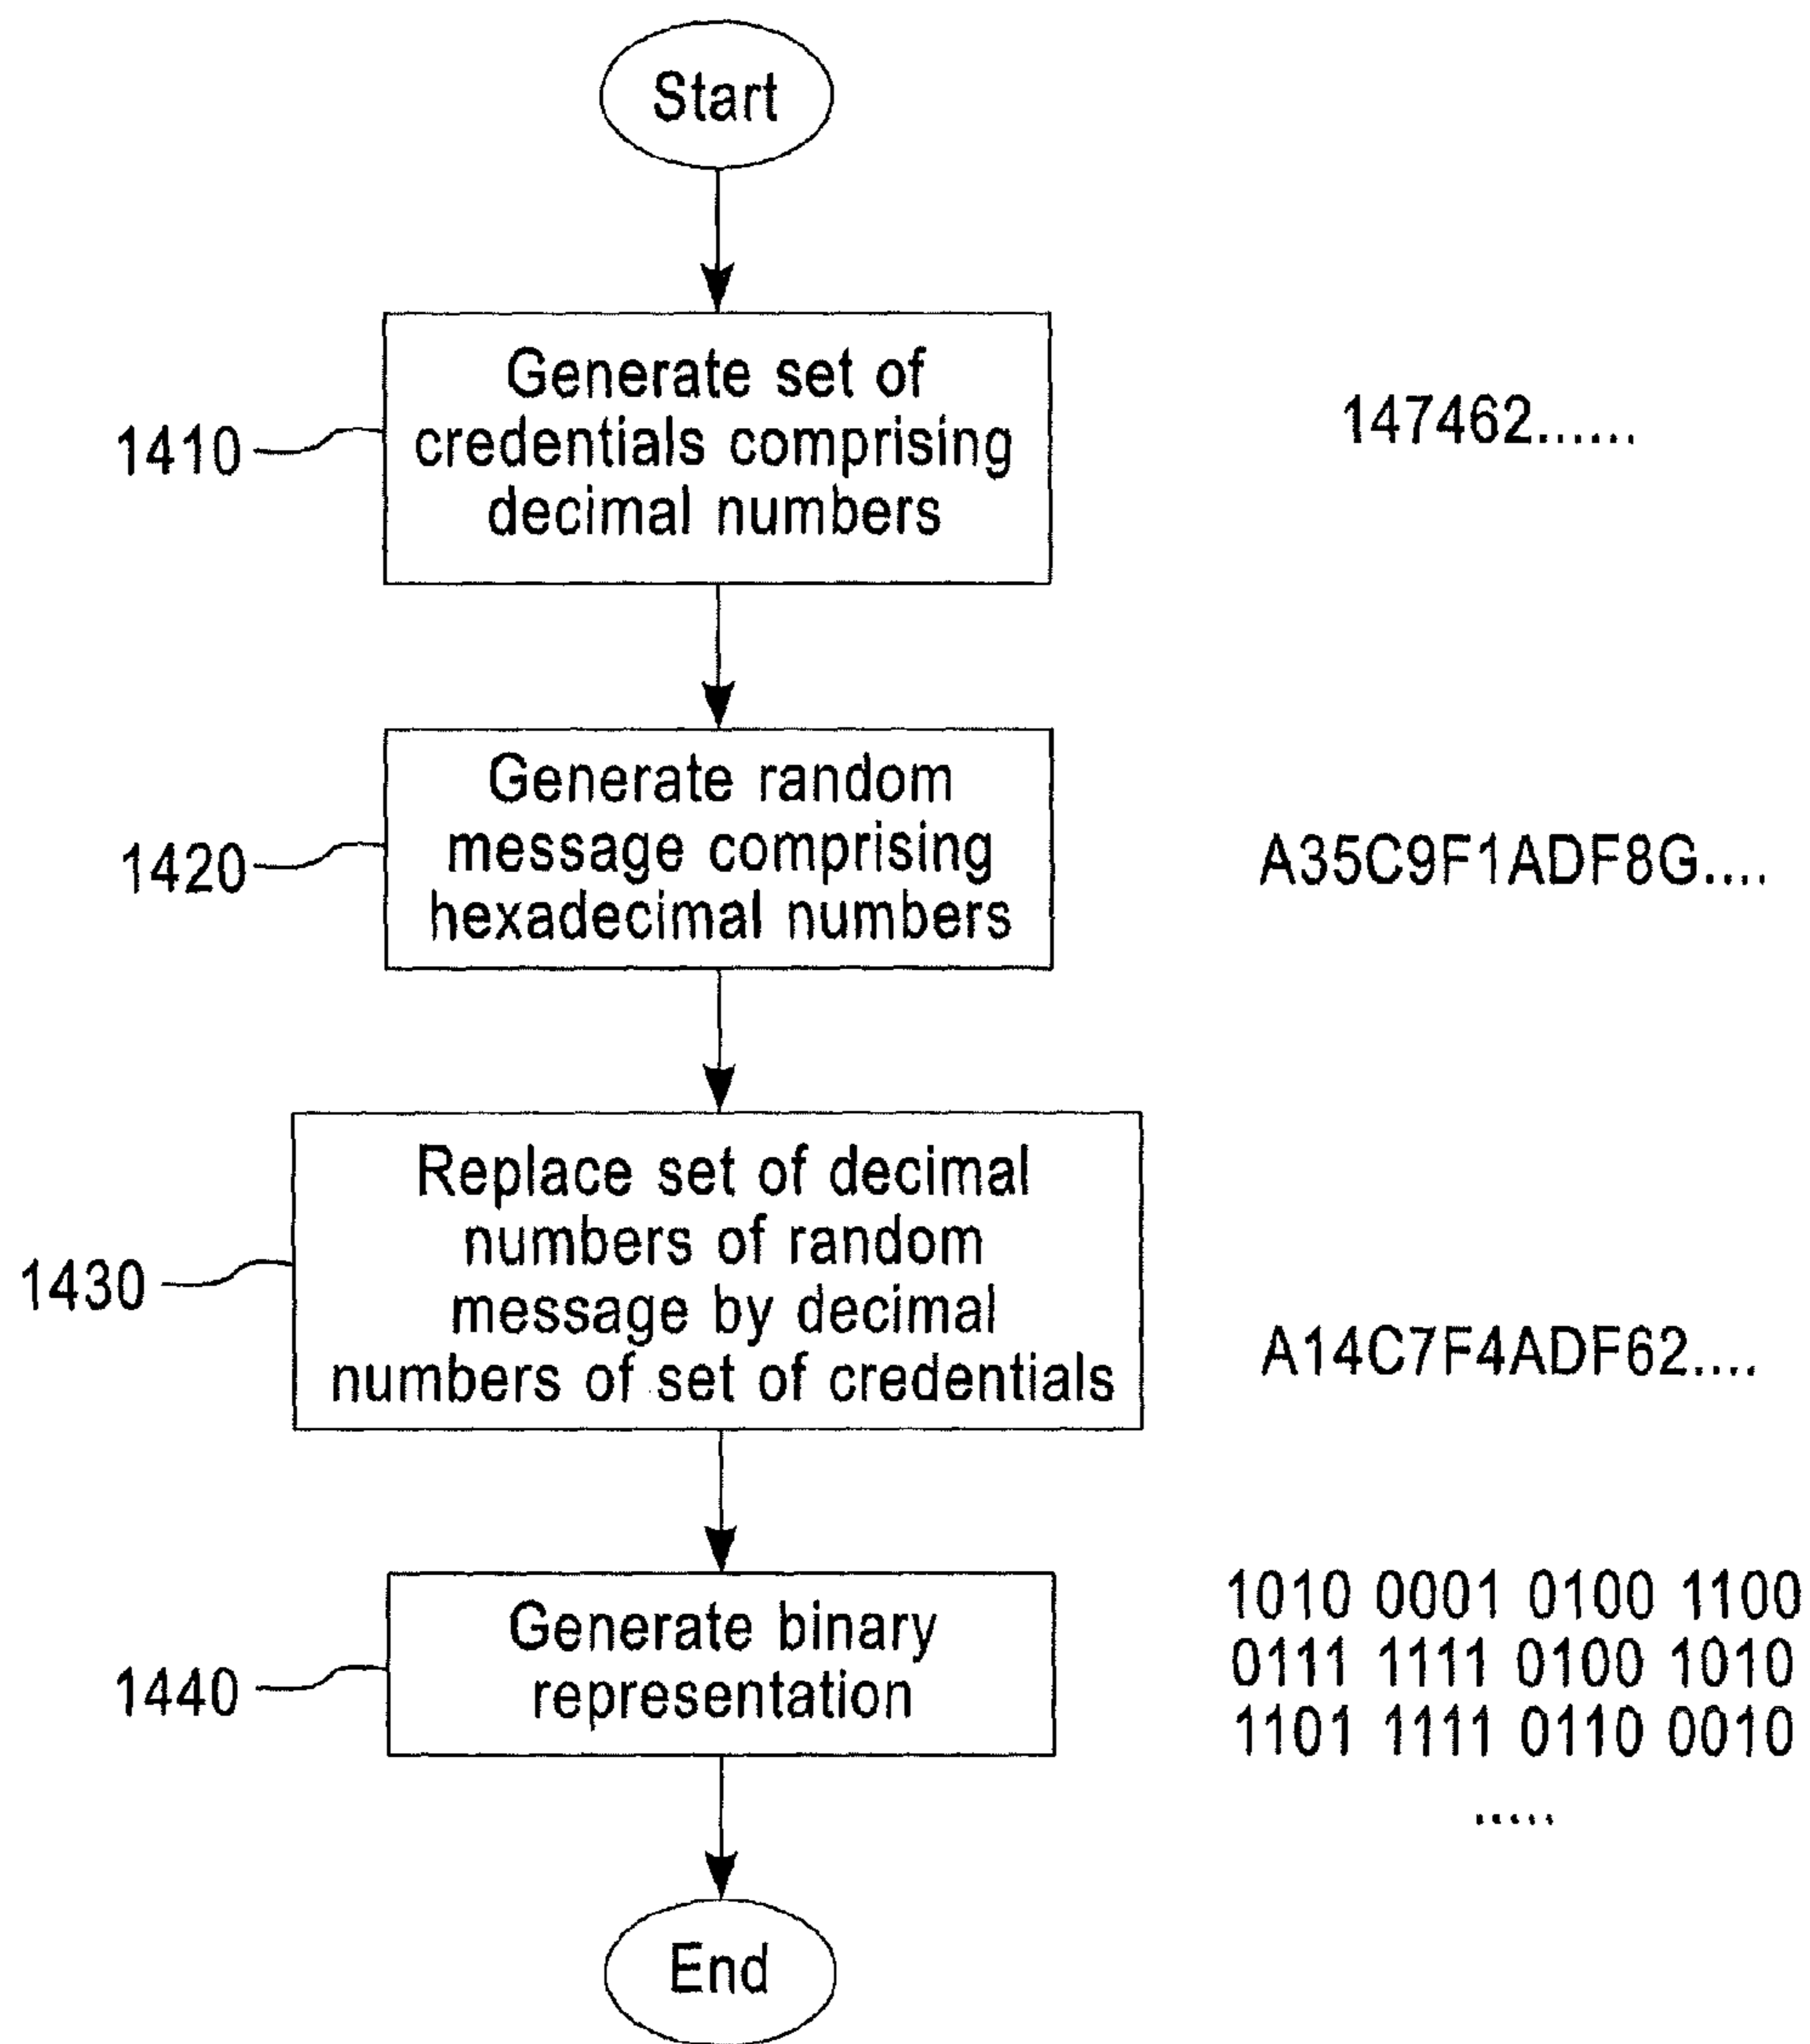 Start
1410
Generate set of
credentials comprising
decimal numbers
147462......
1420
Generate random
message comprising
hexadecimal numbers
A35C9F1ADF8G....
1430
Replace set of decimal
numbers of random
message by decimal
numbers of set of credentials
A14C7F4ADF62....
1440
Generate binary
representation
1010 0001 0100 1100
0111 1111 0100 1010
1101 1111 0110 0010
.....
End